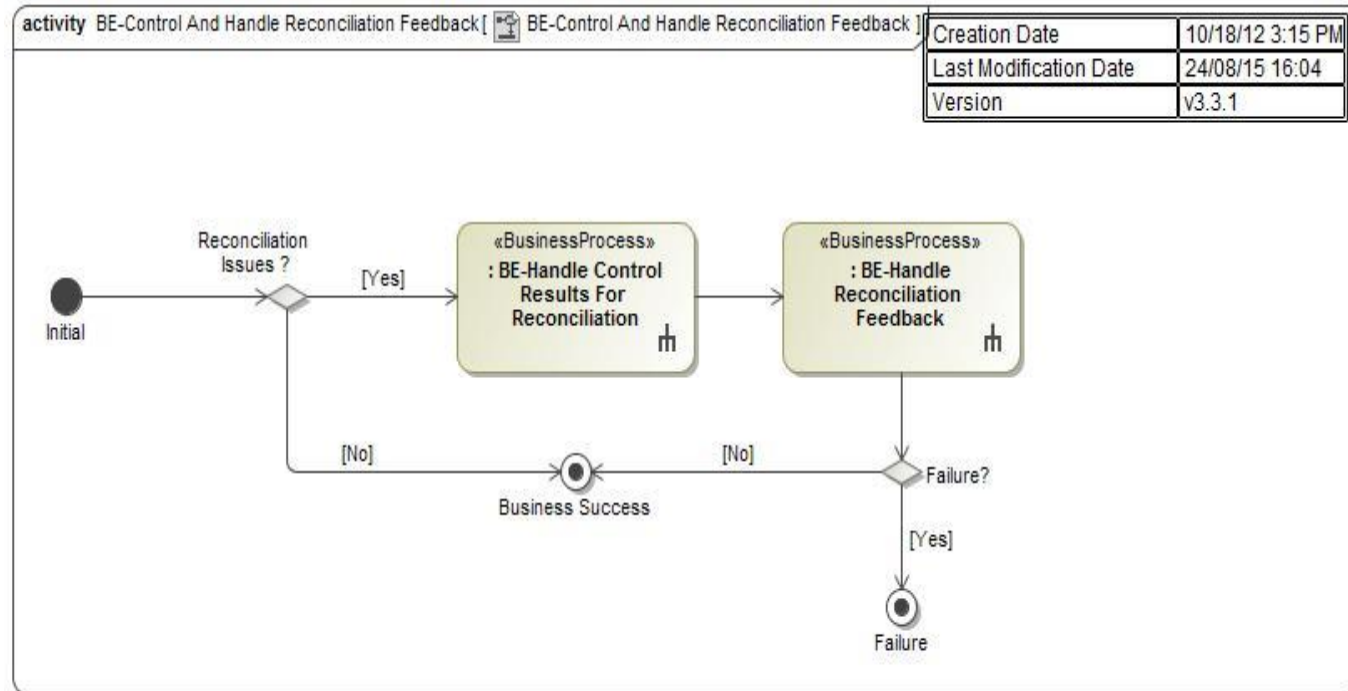 activity BE-Control And Handle Reconciliation Feedback [ BE-Control And Handle Reconciliation Feedback ]
Creation Date 10/18/12 3:15 PM
Last Modification Date 24/08/15 16:04
Version v3.3.1
Reconciliation
Issues ?
[Yes]
Initial
«BusinessProcess»
: BE-Handle Control
Results For
Reconciliation
«BusinessProcess»
: BE-Handle
Reconciliation
Feedback
[No]
[No]
Failure?
Business Success
[Yes]
Failure